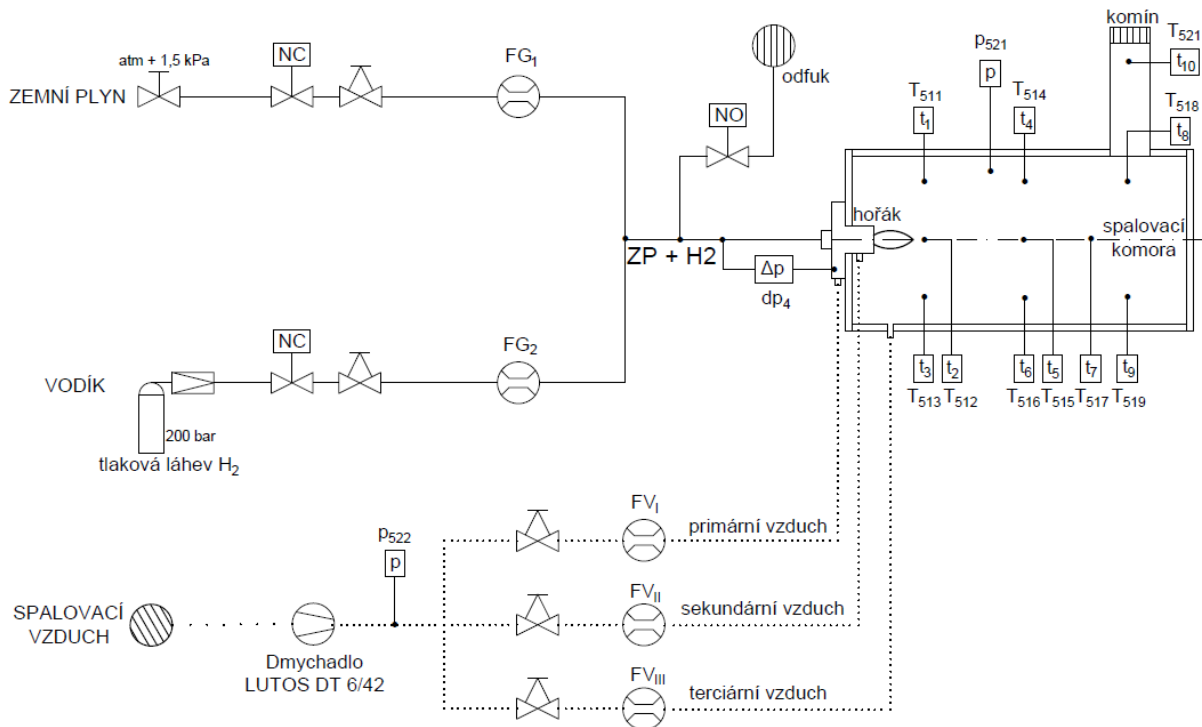 komín
T521
t10
p521
p
odfuk
atm + 1,5 kPa
NC
FG1
ZEMNÍ PLYN
T511
t1
T514
t4
T518
t8
NO
hořák
spalovací
komora
ZP + H2
Δp
dp4
NC
FG2
VODÍK
200 bar
tlaková láhev H2
t3
t2
t6
t5
t7
t9
T513
T512
T516
T515
T517
T519
FVI
primární vzduch
p522
p
FVII
sekundární vzduch
SPALOVACÍ
VZDUCH
Dmychadlo
LUTOS DT 6/42
FVIII
terciární vzduch